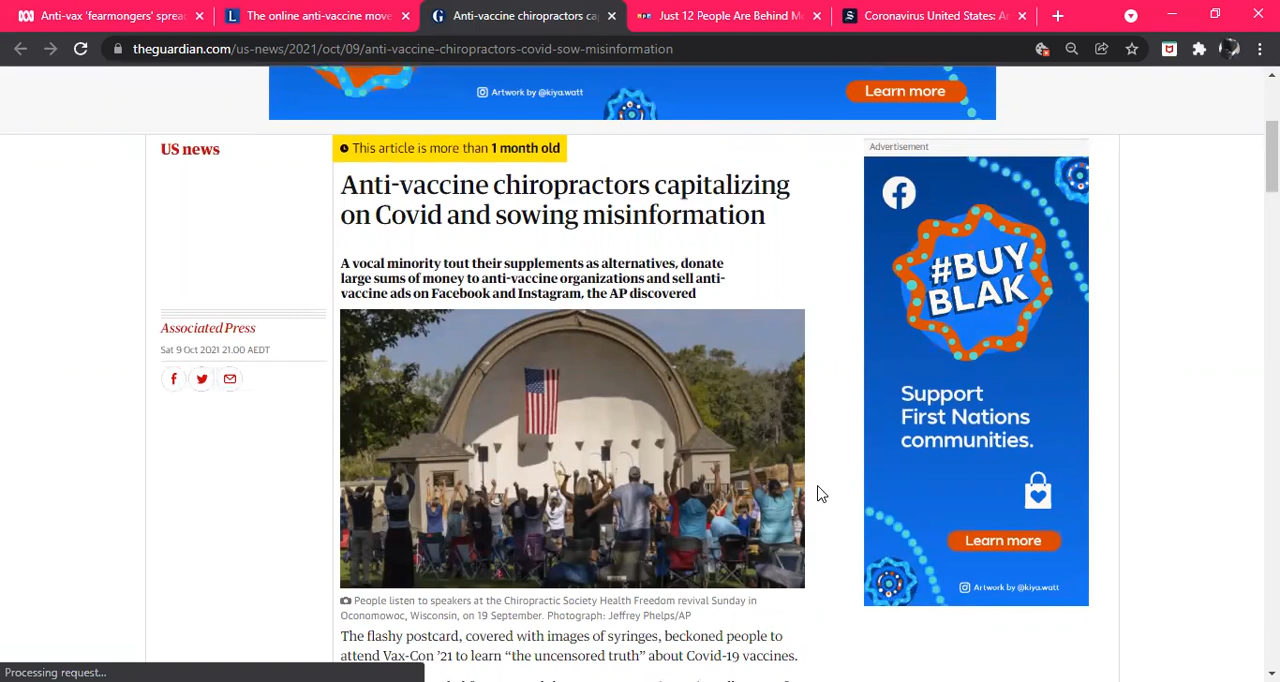 Anti-vax 'fearmongers' sprea
The online anti-vaccine mov
Anti-vaccine chiropractors ca
Just 12 People Are Behind M
Coronavirus United States: A
theguardian.com/us-news/2021/oct/09/anti-vaccine-chiropractors-covid-sow-misinformation
Artwork by @kiya.watt
Learn more
US news
This article is more than 1 month old
Advertisement
Anti-vaccine chiropractors capitalizing
on Covid and sowing misinformation
A vocal minority tout their supplements as alternatives, donate
large sums of money to anti-vaccine organizations and sell anti-
vaccine ads on Facebook and Instagram, the AP discovered
Associated Press
Sat 9 Oct 2021 21.00 AEDT
#BUY
BLAK
Support
First Nations
communities.
Learn more
Artwork by @kiya.watt
People listen to speakers at the Chiropractic Society Health Freedom revival Sunday in
Oconomowoc, Wisconsin, on 19 September. Photograph: Jeffrey Phelps/AP
The flashy postcard, covered with images of syringes, beckoned people to
attend Vax-Con ’21 to learn “the uncensored truth” about Covid-19 vaccines.
Processing request...